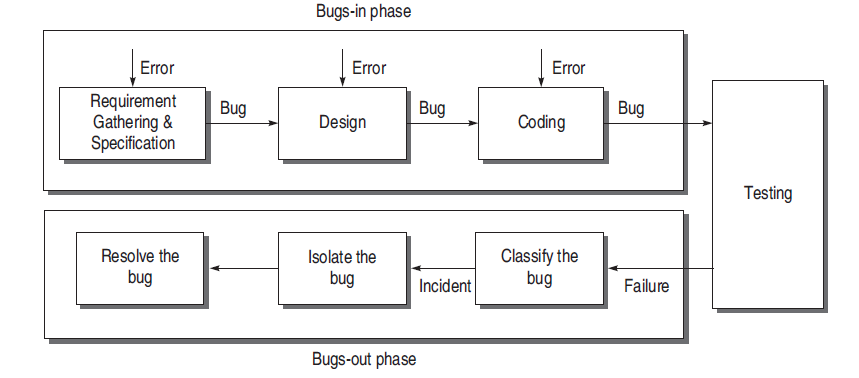 Bugs-in phase
Error
Error
Error
Requirement
Gathering &
Specification
Bug
Design
Bug
Coding
Bug
Testing
Resolve the
bug
Isolate the
bug
Incident
Classify the
bug
Failure
Bugs-out phase